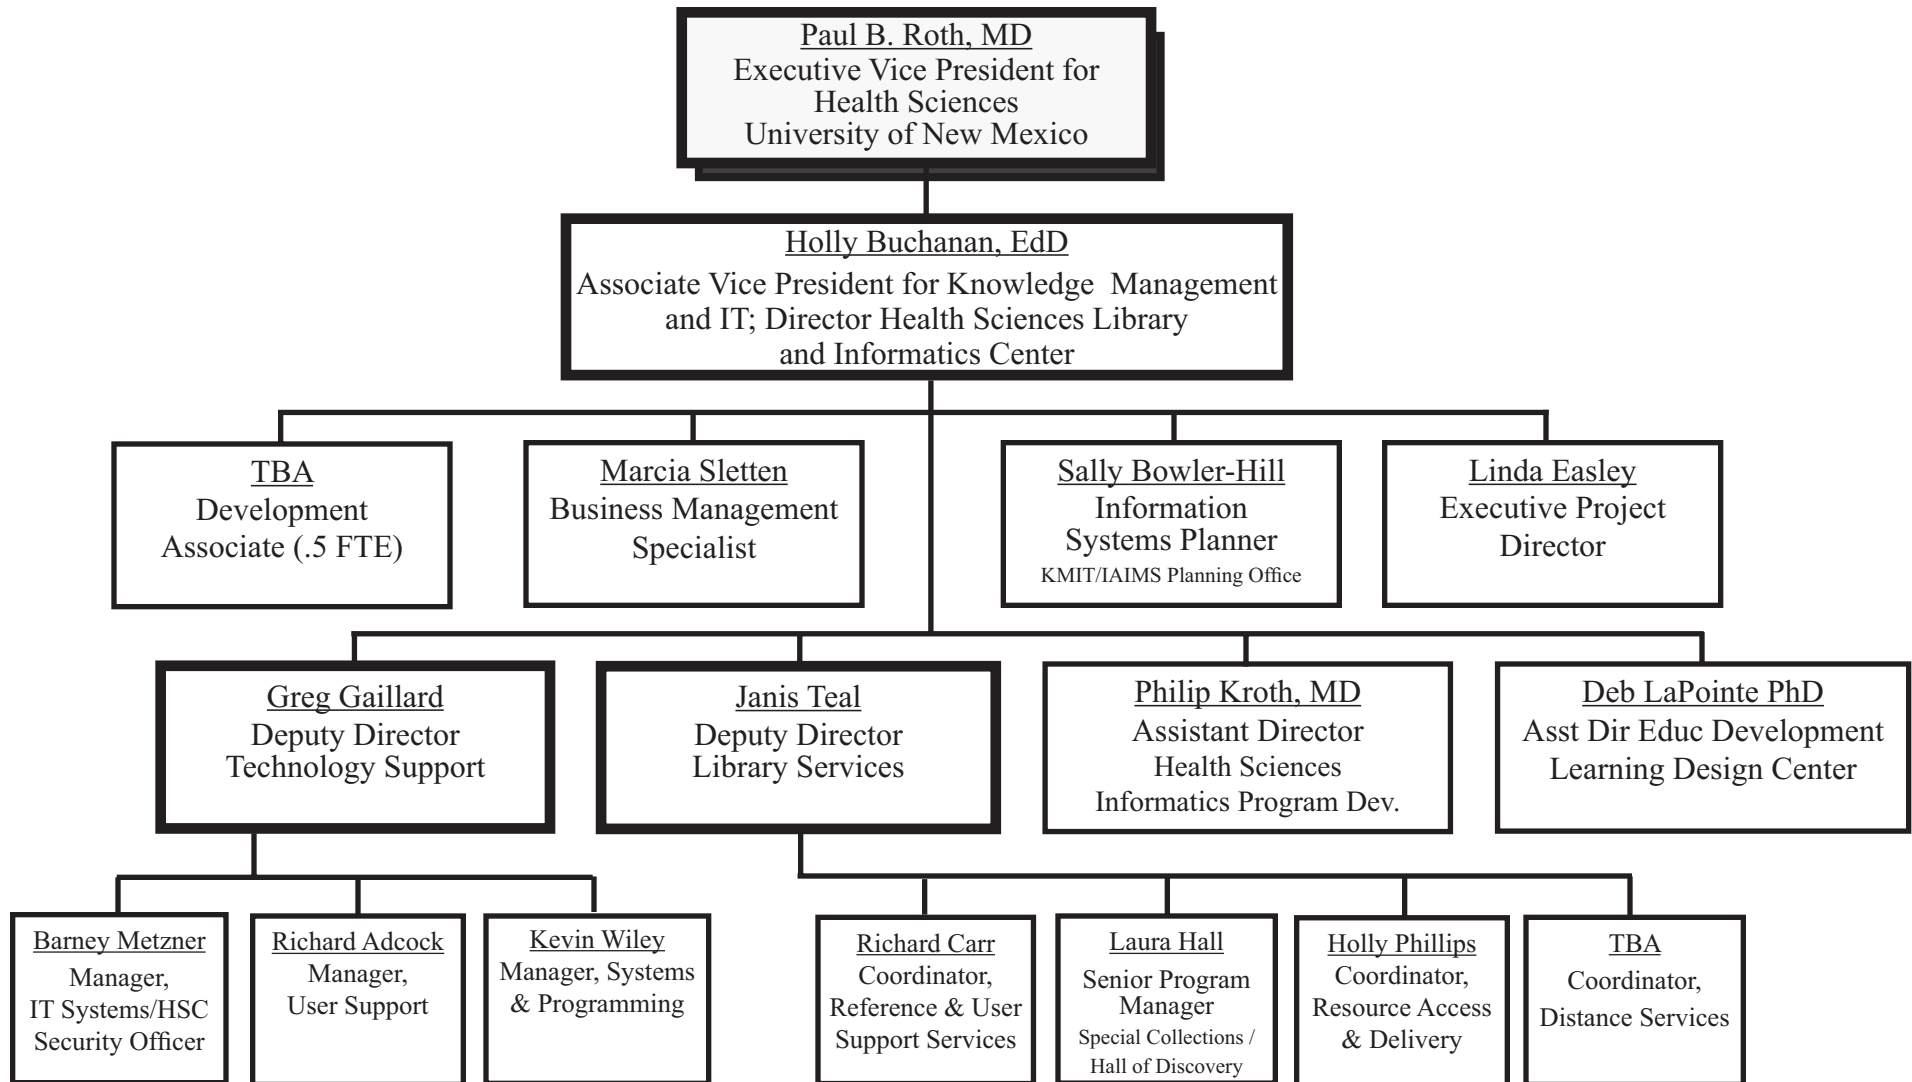 Paul B. Roth, MD
Executive Vice President for
Health Sciences
University of New Mexico
Holly Buchanan, EdD
Associate Vice President for Knowledge Management
and IT; Director Health Sciences Library
and Informatics Center
TBA
Development
Associate (.5 FTE)
Marcia Sletten
Business Management
Specialist
Sally Bowler-Hill
Information
Systems Planner
KMIT/IAIMS Planning Office
Linda Easley
Executive Project
Director
Greg Gaillard
Deputy Director
Technology Support
Janis Teal
Deputy Director
Library Services
Philip Kroth, MD
Assistant Director
Health Sciences
Informatics Program Dev.
Deb LaPointe PhD
Asst Dir Educ Development
Learning Design Center
Barney Metzner
Manager,
IT Systems/HSC
Security Officer
Richard Adcock
Manager,
User Support
Kevin Wiley
Manager, Systems
& Programming
Richard Carr
Coordinator,
Reference & User
Support Services
Laura Hall
Senior Program
Manager
Special Collections /
Hall of Discovery
Holly Phillips
Coordinator,
Resource Access
& Delivery
TBA
Coordinator,
Distance Services